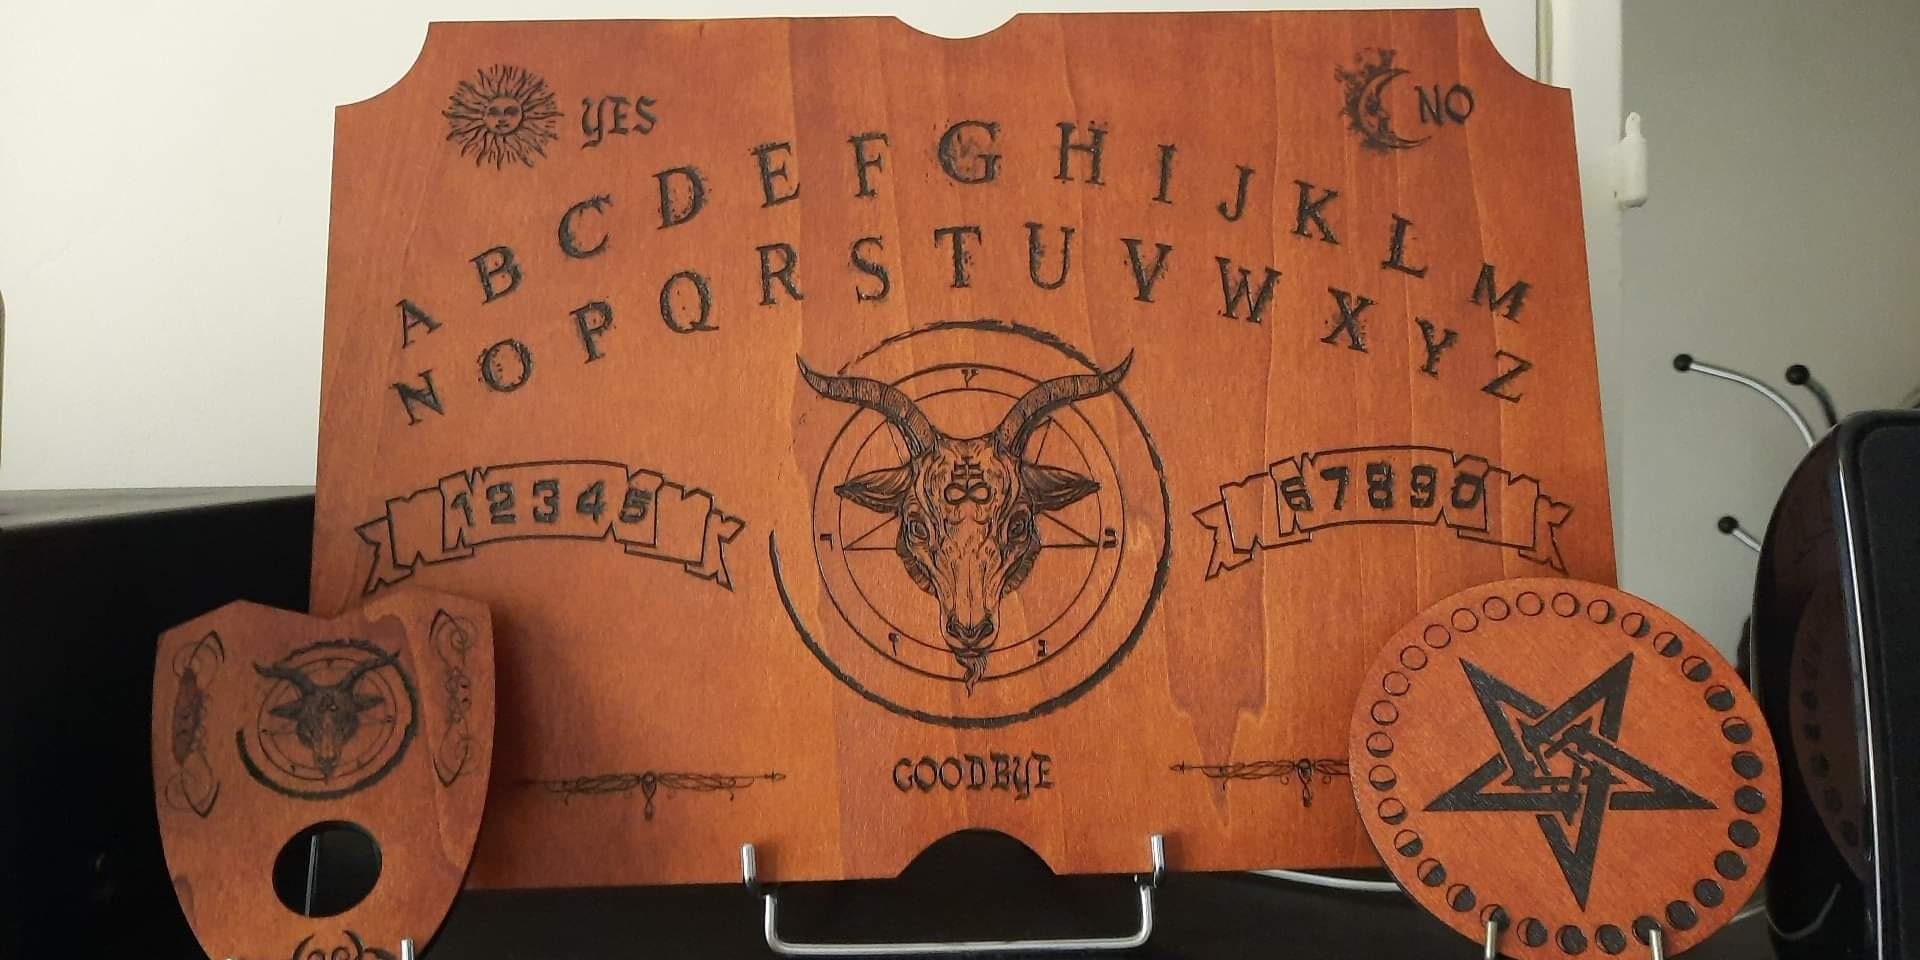 YES
NO
A B C D E F G H I J K L M
N O P Q R S T U V W X Y Z
1 2 3 4 5
6 7 8 9 0
GOODBYE